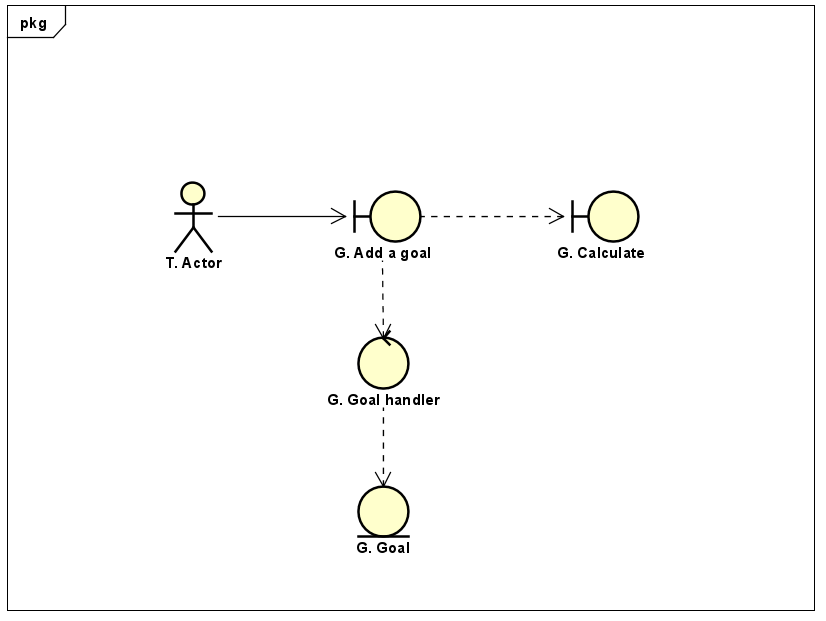 pkg
T. Actor
G. Add a goal
G. Calculate
G. Goal handler
G. Goal